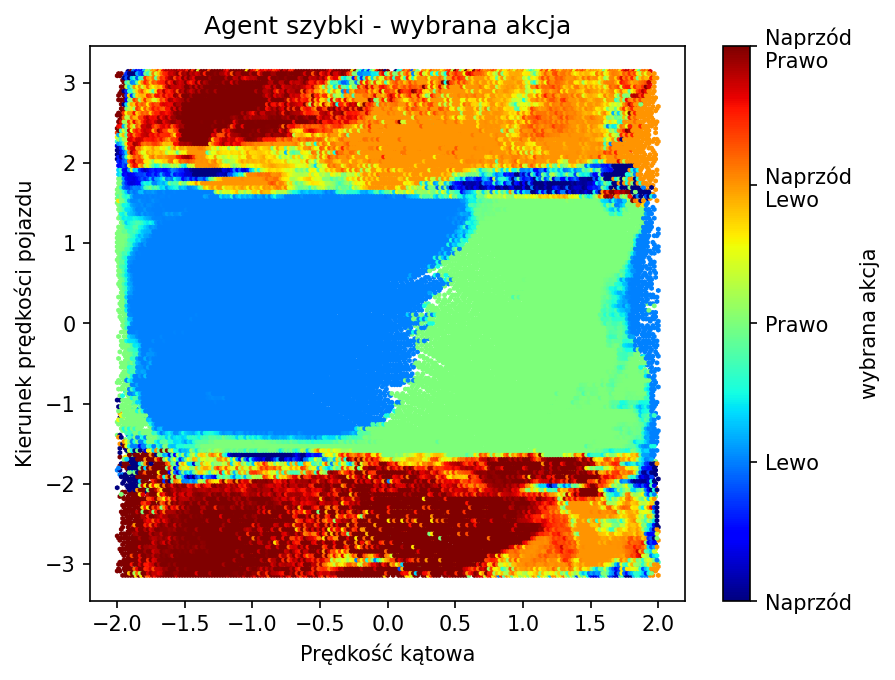 Agent szybki - wybrana akcja
Kierunek prędkości pojazdu
3
2
1
0
−1
−2
−3
−2.0 −1.5 −1.0 −0.5 0.0 0.5 1.0 1.5 2.0
Prędkość kątowa
Naprzód
Prawo
Naprzód
Lewo
Prawo
Lewo
Naprzód
wybrana akcja